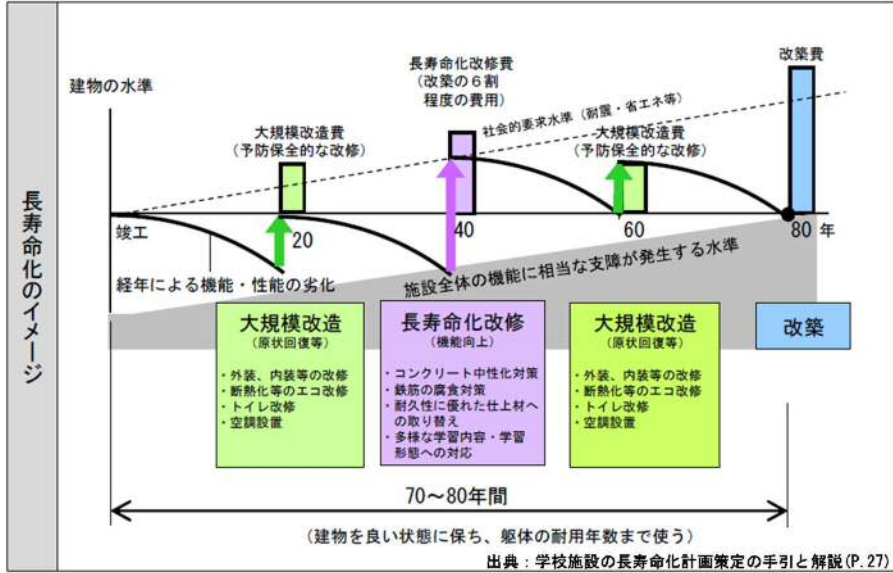 長寿命化のイメージ
建物の水準
大規模改造費
(予防保全的な改修)
長寿命化改修費
(改築の6割
程度の費用)
社会的要求水準(耐震・省エネ等)
大規模改造費
(予防保全的な改修)
改築費
竣工
20
40
60
80 年
経年による機能・性能の劣化
施設全体の機能に相当な支障が発生する水準
大規模改造
(原状回復等)
・外装、内装等の改修
・断熱化等のエコ改修
・トイレ改修
・空調設置
長寿命化改修
(機能向上)
・コンクリート中性化対策
・鉄筋の腐食対策
・耐久性に優れた仕上材へ
の取り替え
・多様な学習内容・学習
形態への対応
大規模改造
(原状回復等)
・外装、内装等の改修
・断熱化等のエコ改修
・トイレ改修
・空調設置
改築
70～80年間
(建物を良い状態に保ち、躯体の耐用年数まで使う)
出典:学校施設の長寿命化計画策定の手引と解説(P.27)